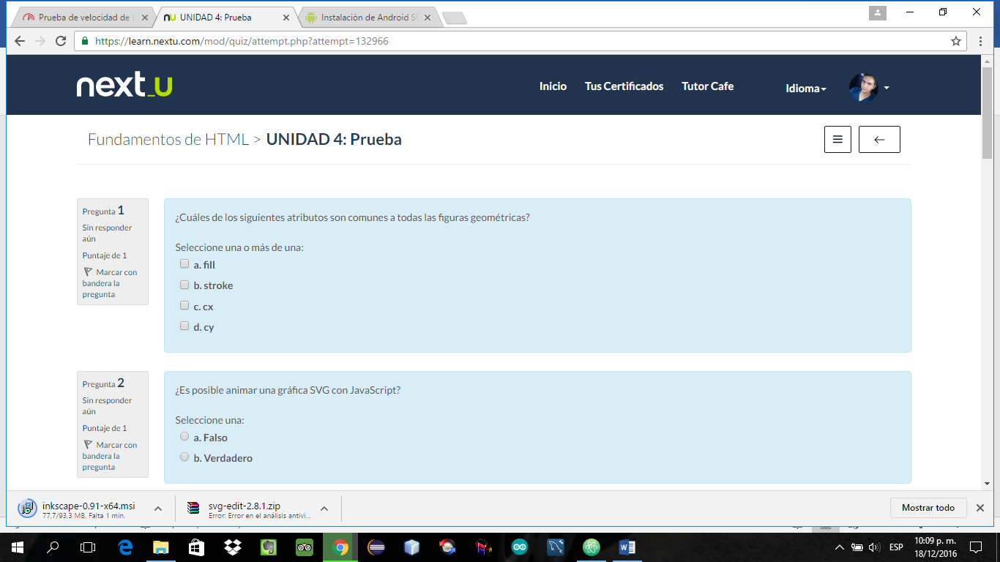 Prueba de velocidad de
UNIDAD 4: Prueba
Instalación de Android St
https://learn.nextu.com/mod/quiz/attempt.php?attempt=132966
next_u
Inicio
Tus Certificados
Tutor Cafe
Idioma
Fundamentos de HTML > UNIDAD 4: Prueba
Pregunta 1
Sin responder
aún
Puntaje de 1
Marcar con
bandera la
pregunta
¿Cuáles de los siguientes atributos son comunes a todas las figuras geométricas?
Seleccione una o más de una:
a. fill
b. stroke
c. cx
d. cy
Pregunta 2
Sin responder
aún
Puntaje de 1
Marcar con
bandera la
pregunta
¿Es posible animar una gráfica SVG con JavaScript?
Seleccione una:
a. Falso
b. Verdadero
inkscape-0.91-x64.msi
77,7/93,3 MB, Falta 1 min.
svg-edit-2.8.1.zip
Error: Error en el análisis antivi...
Mostrar todo
ESP
10:09 p. m.
18/12/2016